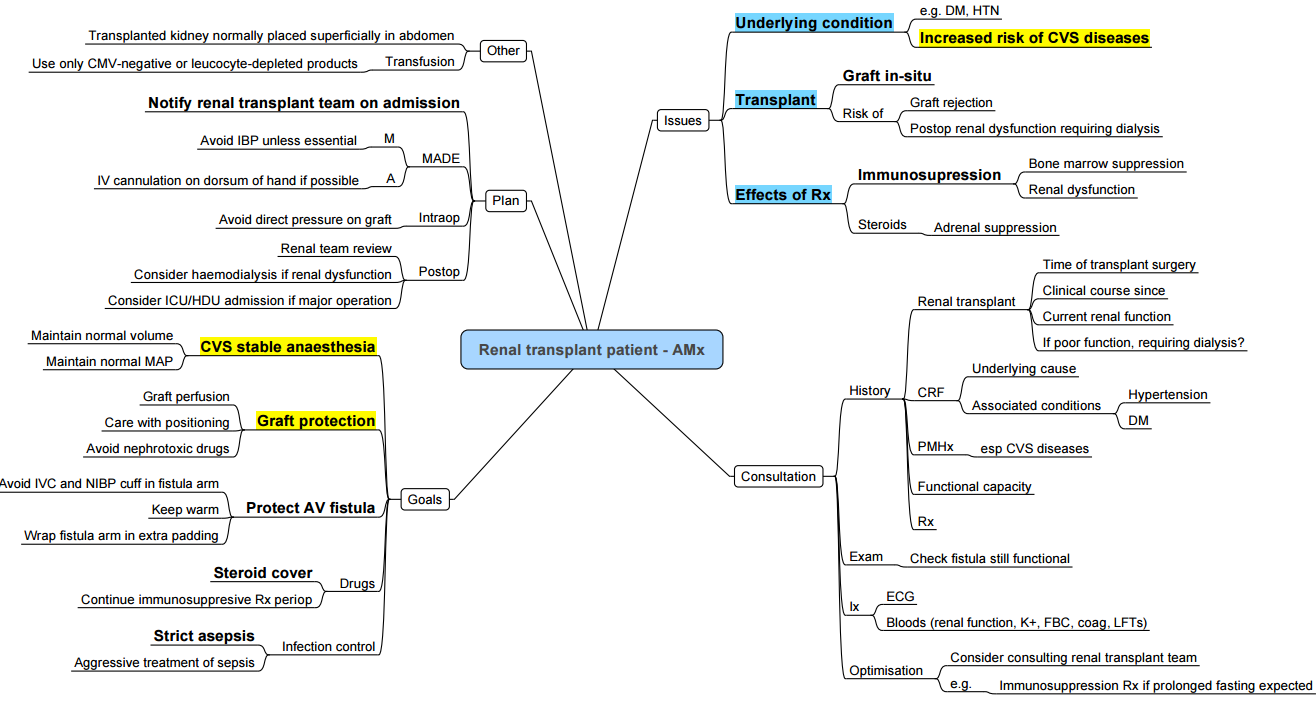 Renal transplant patient - AMx
Issues
Underlying condition
e.g. DM, HTN
Increased risk of CVS diseases
Transplant
Graft in-situ
Risk of
Graft rejection
Postop renal dysfunction requiring dialysis
Effects of Rx
Immunosupression
Bone marrow suppression
Renal dysfunction
Steroids
Adrenal suppression
Consultation
History
Renal transplant
Time of transplant surgery
Clinical course since
Current renal function
If poor function, requiring dialysis?
CRF
Underlying cause
Associated conditions
Hypertension
DM
PMHx
esp CVS diseases
Functional capacity
Rx
Exam
Check fistula still functional
Ix
ECG
Bloods (renal function, K+, FBC, coag, LFTs)
Optimisation
Consider consulting renal transplant team
e.g.
Immunosuppression Rx if prolonged fasting expected
Other
Transplanted kidney normally placed superficially in abdomen
Transfusion
Use only CMV-negative or leucocyte-depleted products
Plan
Notify renal transplant team on admission
MADE
M
Avoid IBP unless essential
A
IV cannulation on dorsum of hand if possible
Intraop
Avoid direct pressure on graft
Postop
Renal team review
Consider haemodialysis if renal dysfunction
Consider ICU/HDU admission if major operation
Goals
CVS stable anaesthesia
Maintain normal volume
Maintain normal MAP
Graft protection
Graft perfusion
Care with positioning
Avoid nephrotoxic drugs
Protect AV fistula
Avoid IVC and NIBP cuff in fistula arm
Keep warm
Wrap fistula arm in extra padding
Drugs
Steroid cover
Continue immunosuppresive Rx periop
Infection control
Strict asepsis
Aggressive treatment of sepsis